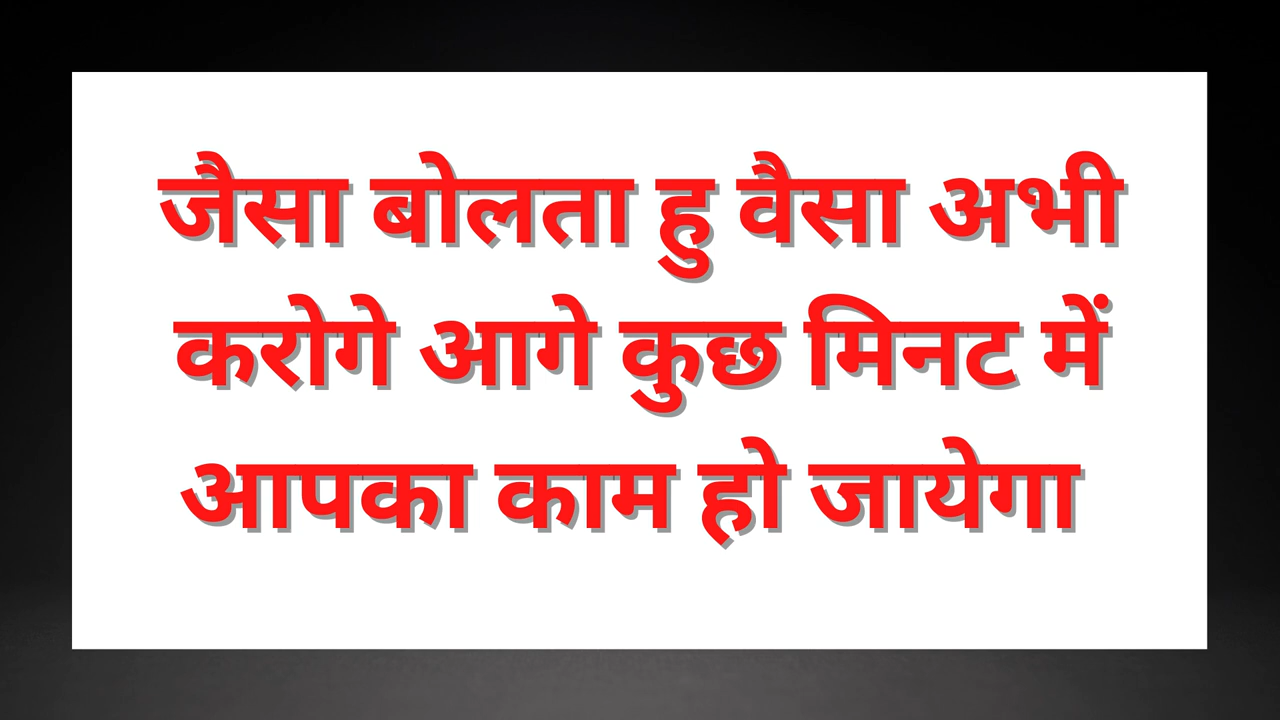 जैसा बोलता हु वैसा अभी
करोगे आगे कुछ मिनट में
आपका काम हो जायेगा